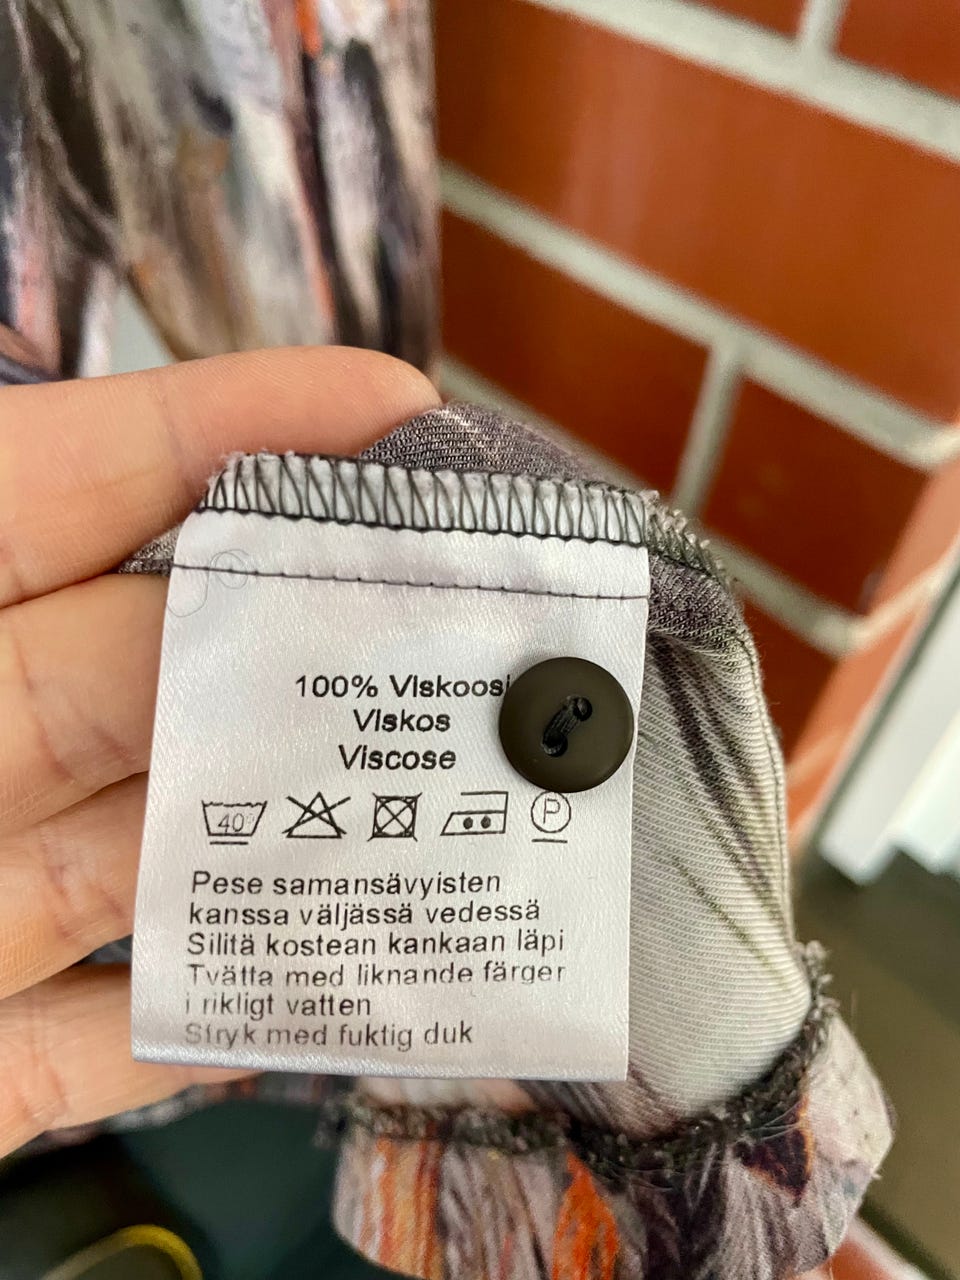 100% Viskoosi
Viskos
Viscose
40°
P
Pese samansävyisten
kanssa väljässä vedessä
Silitä kostean kankaan läpi
Tvätta med liknande färger
i rikligt vatten
Stryk med fuktig duk